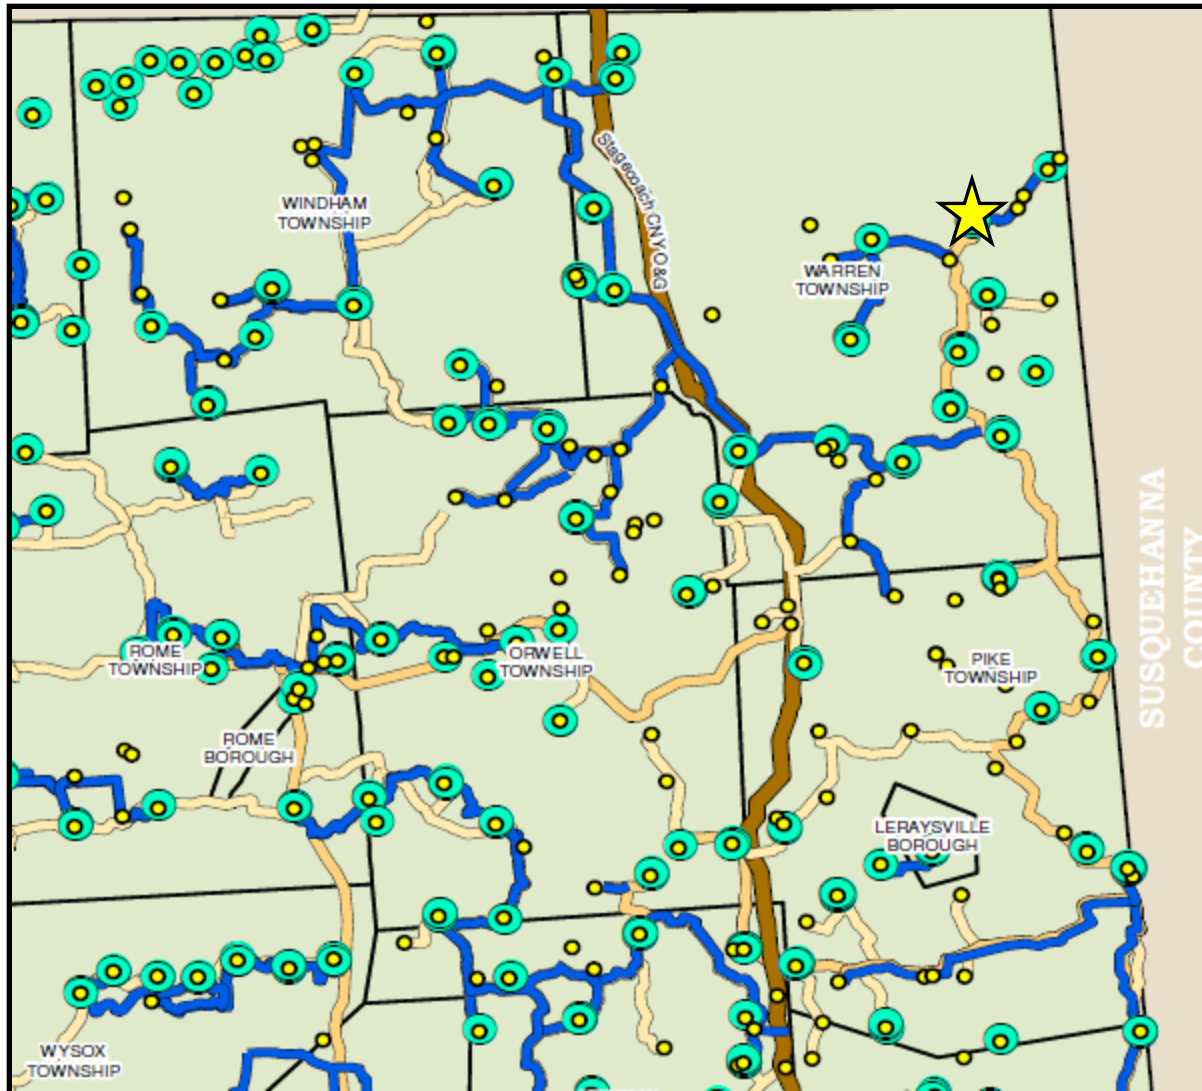 Stagecoach CNYO&G
WINDHAM
TOWNSHIP
WARREN
TOWNSHIP
SUSQUEHANNA
COUNTY
ROME
TOWNSHIP
ORWELL
TOWNSHIP
PIKE
TOWNSHIP
ROME
BOROUGH
LERAYSVILLE
BOROUGH
WYSOX
TOWNSHIP